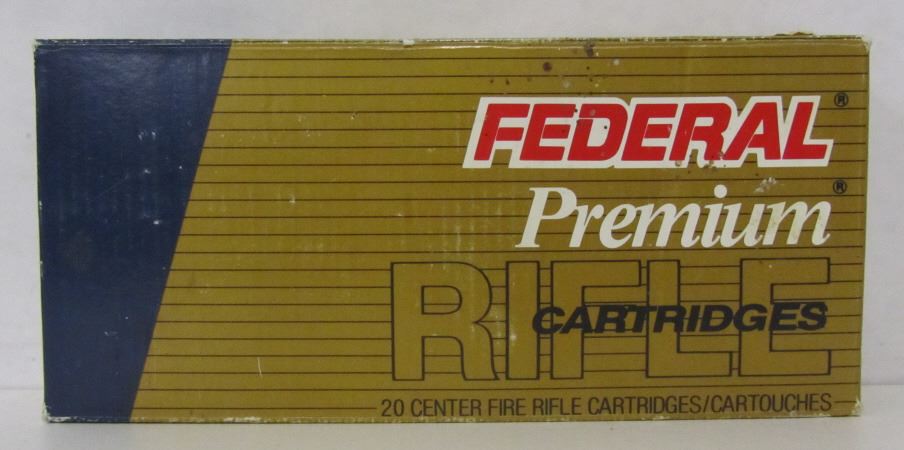 FEDERAL®
Premium®
RIFLE
CARTRIDGES
20 CENTER FIRE RIFLE CARTRIDGES/CARTOUCHES